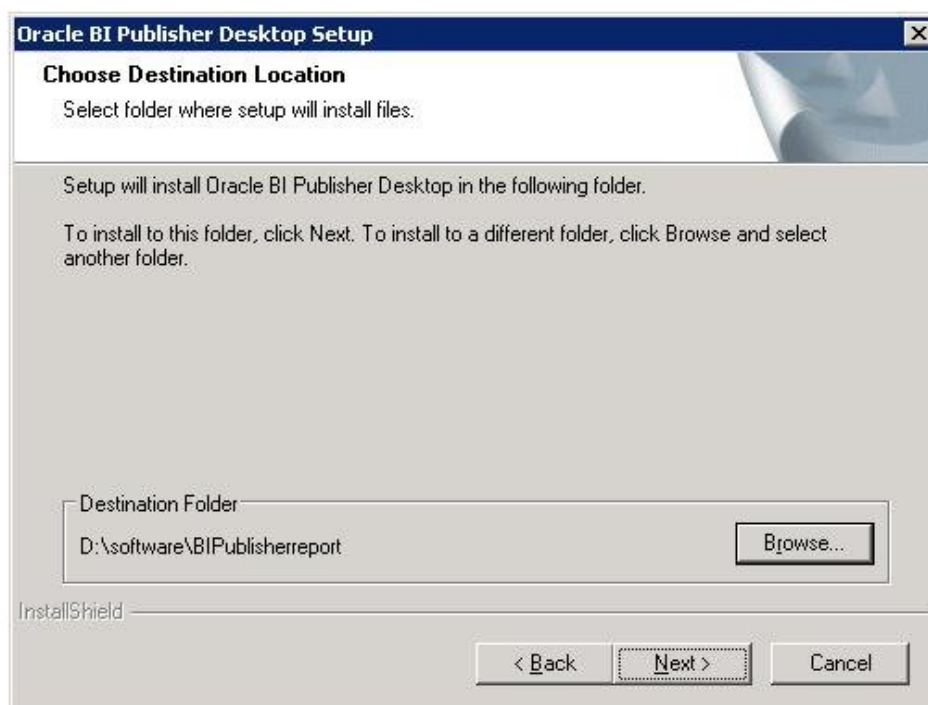 Oracle BI Publisher Desktop Setup
Choose Destination Location
Select folder where setup will install files.
Setup will install Oracle BI Publisher Desktop in the following folder.
To install to this folder, click Next. To install to a different folder, click Browse and select
another folder.
Destination Folder
D:\software\BIPublisherreport
Browse...
InstallShield
< Back
Next >
Cancel